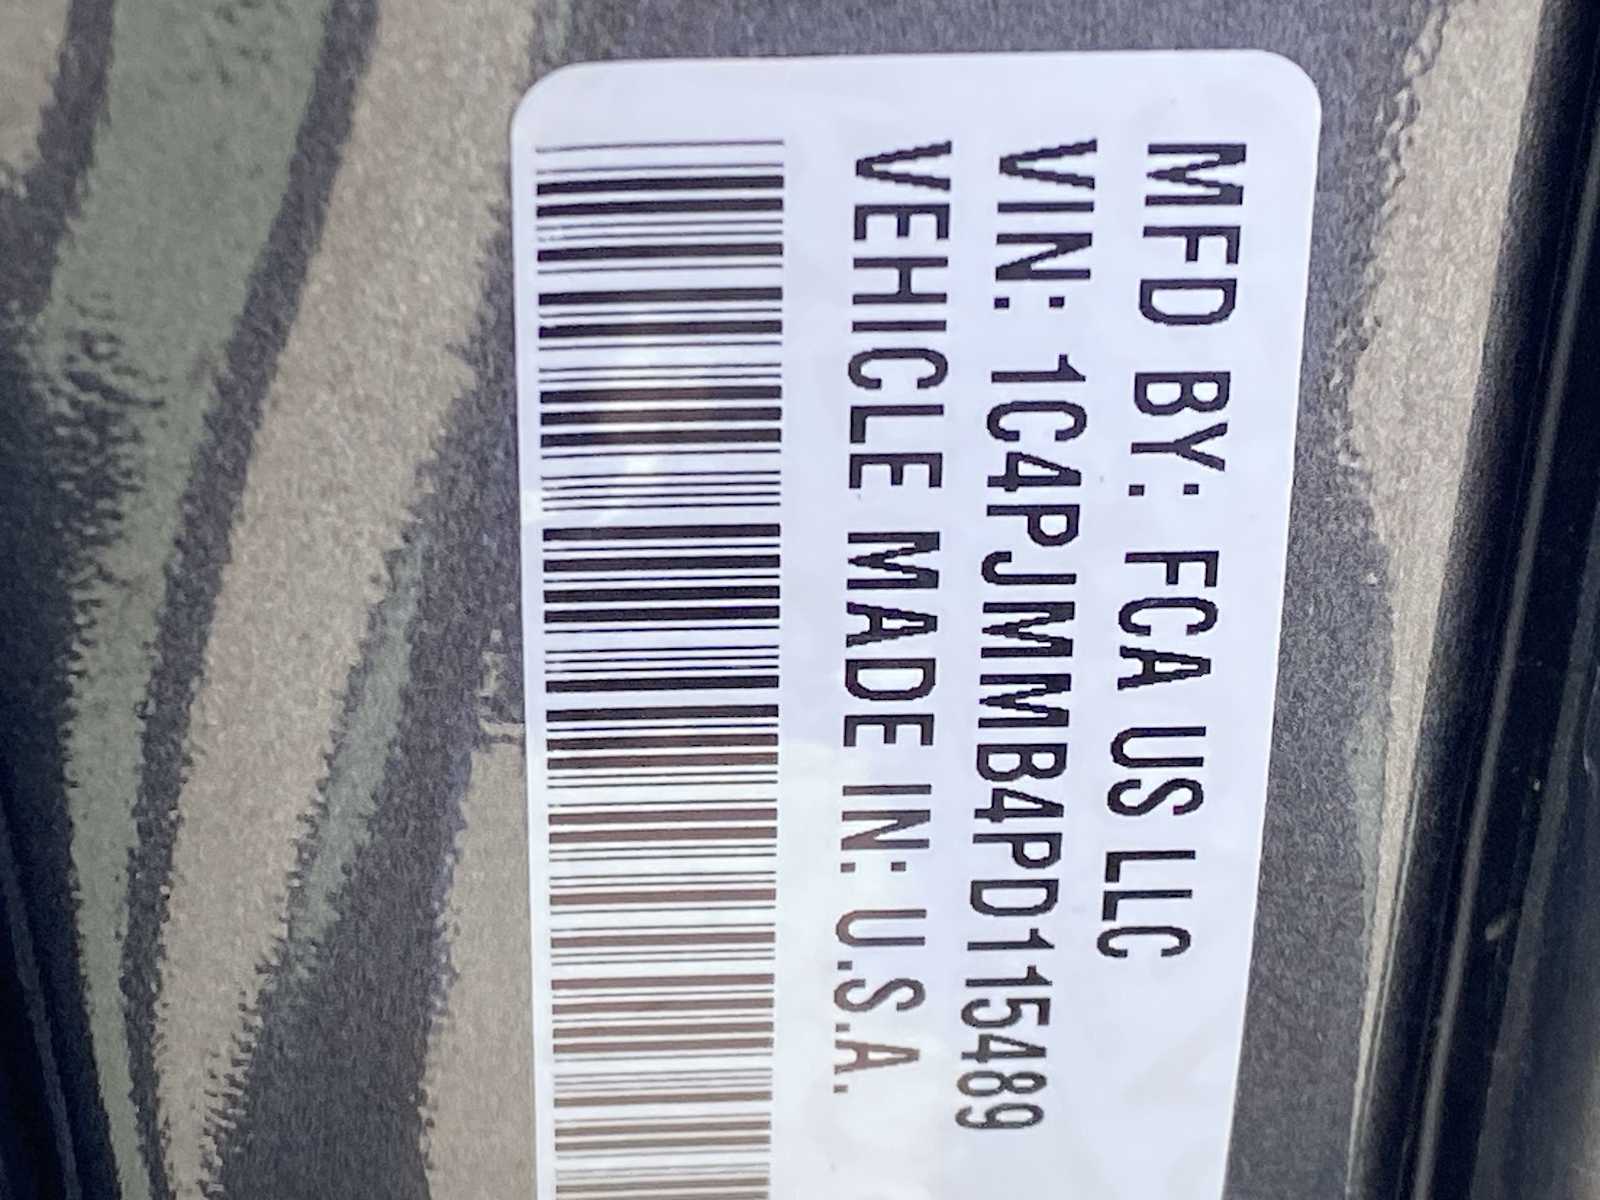 MFD BY: FCA US LLC
VIN: 1C4PJMMB4PD115489
VEHICLE MADE IN: U.S.A.